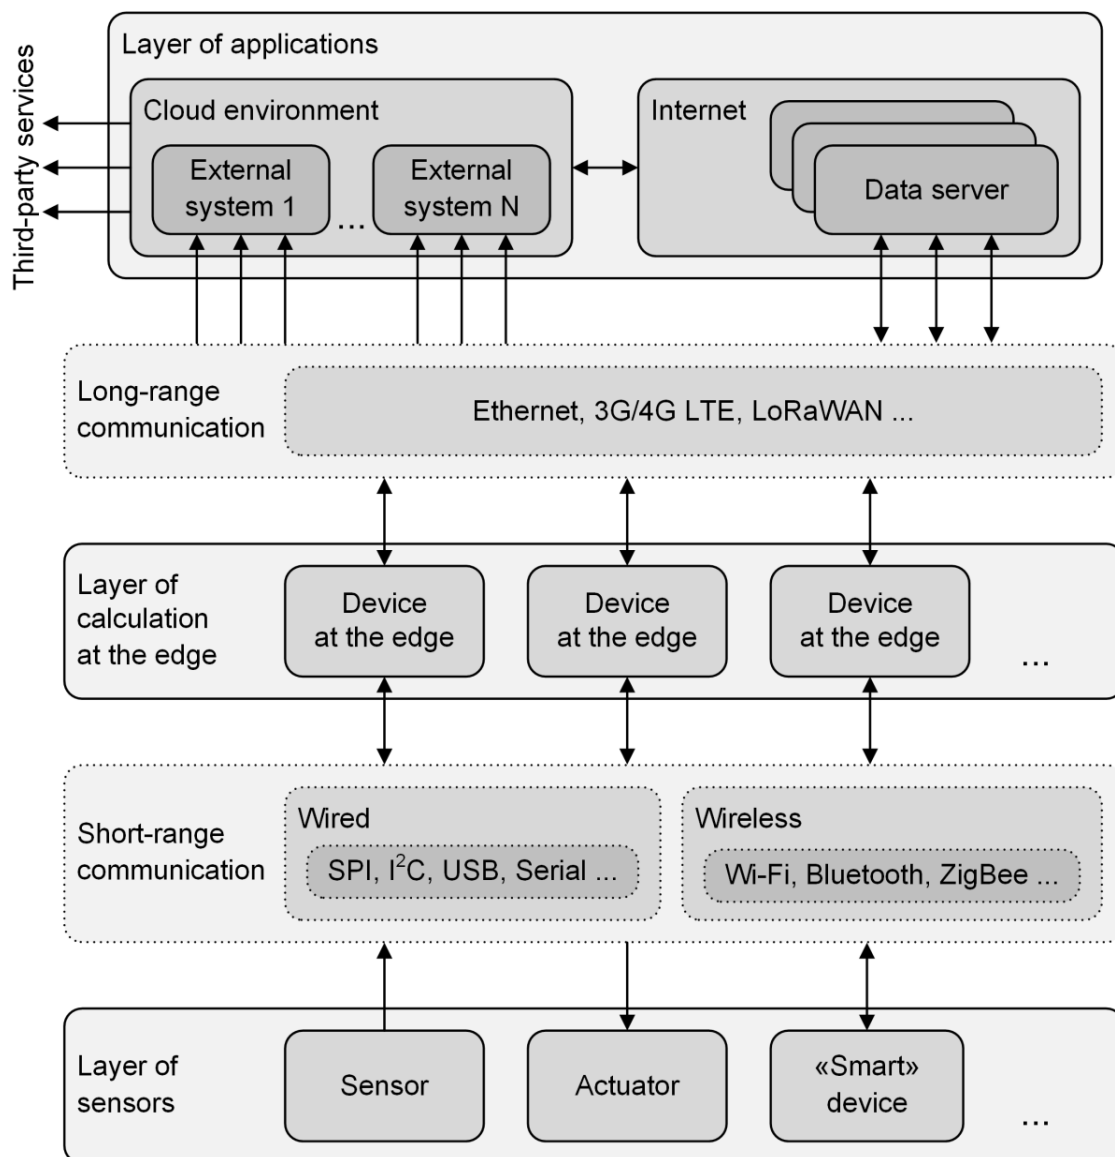 Layer of applications
Third-party services
Cloud environment
External
system 1
...
External
system N
Internet
Data server
Long-range
communication
Ethernet, 3G/4G LTE, LoRaWAN ...
Layer of
calculation
at the edge
Device
at the edge
Device
at the edge
Device
at the edge
...
Short-range
communication
Wired
SPI, I²C, USB, Serial ...
Wireless
Wi-Fi, Bluetooth, ZigBee ...
Layer of
sensors
Sensor
Actuator
«Smart»
device
...